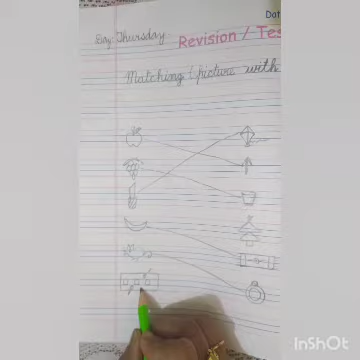 Dat
Day: Thursday
Revision / Tes
Matching picture with
InShOt